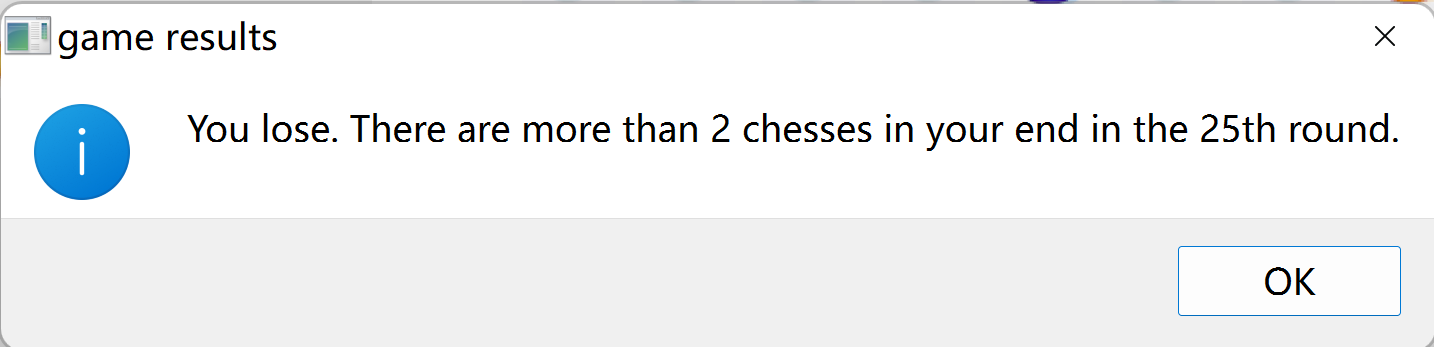 game results
You lose. There are more than 2 chesses in your end in the 25th round.
OK